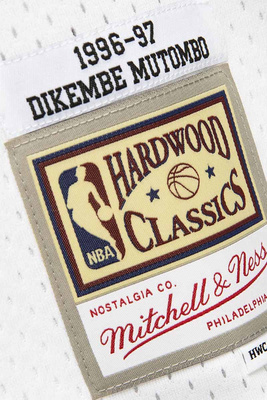 1996-97
DIKEMBE MUTOMBO
HARDWOOD
NBA
CLASSICS
NOSTALGIA CO.
Mitchell & Ness
PHILADELPHIA
HWC